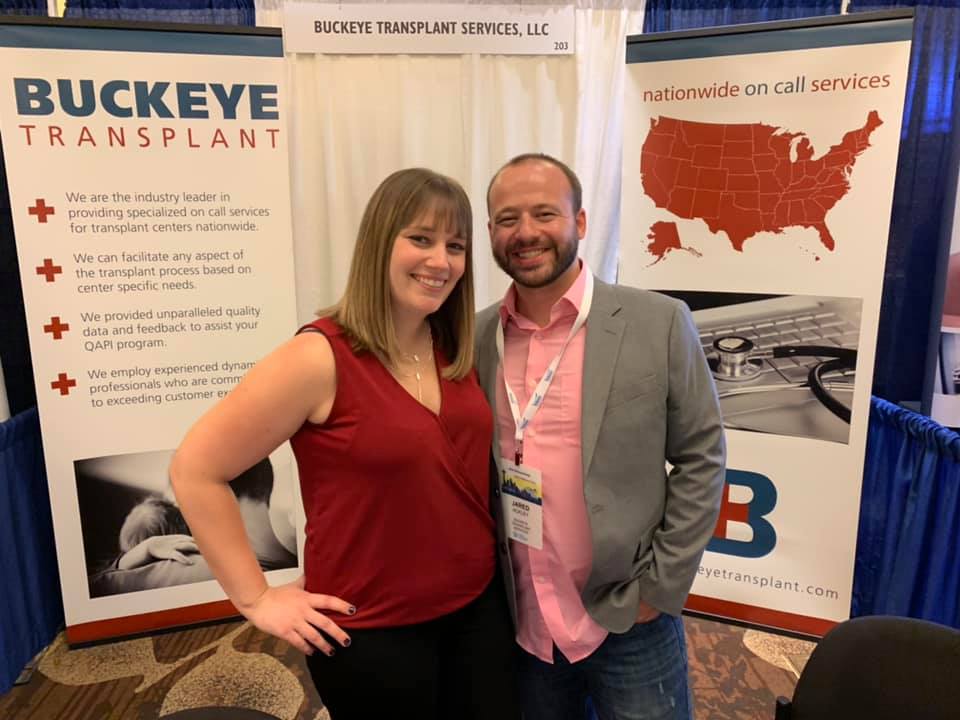 BUCKEYE TRANSPLANT SERVICES, LLC
203
BUCKEYE
TRANSPLANT
We are the industry leader in
providing specialized on call services
for transplant centers nationwide.
We can facilitate any aspect of
the transplant process based on
center specific needs.
We provided unparalleled quality
data and feedback to assist your
QAPI program.
We employ experienced dynam
professionals who are comm
to exceeding customer ex
nationwide on call services
JARED
B
eyetransplant.com